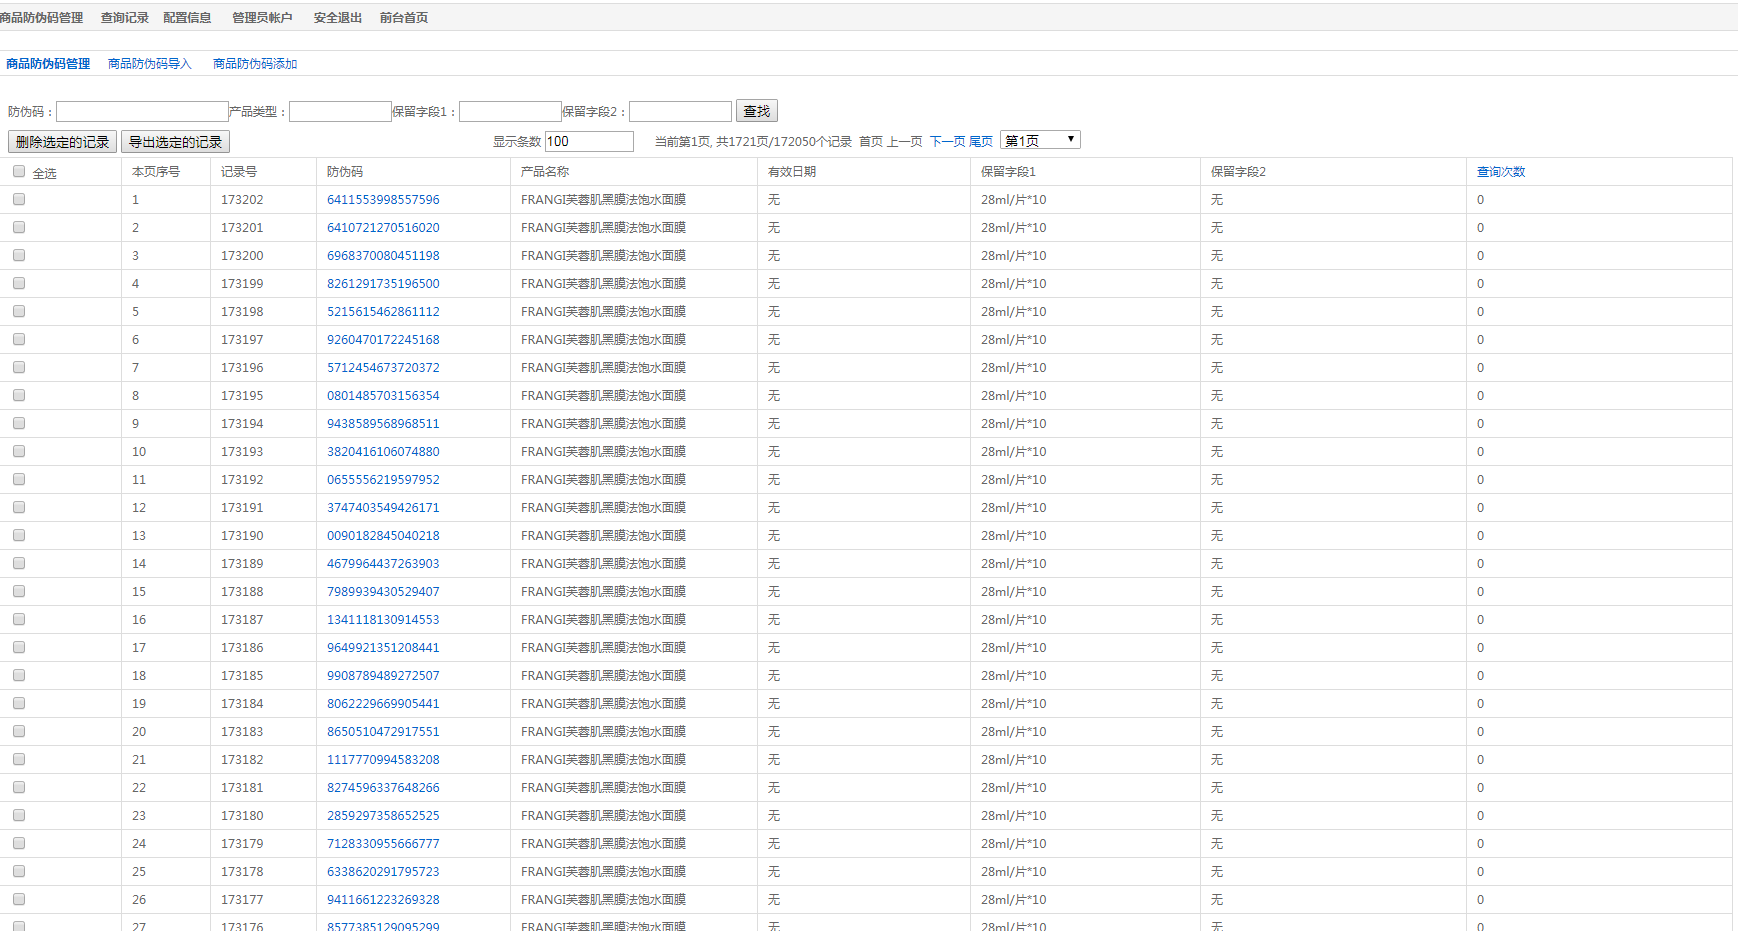 商品防伪码管理 查询记录 配置信息 管理员帐户 安全退出 前台首页
商品防伪码管理 商品防伪码导入 商品防伪码添加
防伪码： 产品类型： 保留字段1： 保留字段2： 查找
删除选定的记录 导出选定的记录 显示条数 100 当前第1页, 共1721页/172050个记录 首页 上一页 下一页 尾页 第1页
全选 本页序号 记录号 防伪码 产品名称 有效日期 保留字段1 保留字段2 查询次数
1 173202 6411553998557596 FRANGI芙蓉肌黑膜法饱水面膜 无 28ml/片*10 无 0
2 173201 6410721270516020 FRANGI芙蓉肌黑膜法饱水面膜 无 28ml/片*10 无 0
3 173200 6968370080451198 FRANGI芙蓉肌黑膜法饱水面膜 无 28ml/片*10 无 0
4 173199 8261291735196500 FRANGI芙蓉肌黑膜法饱水面膜 无 28ml/片*10 无 0
5 173198 5215615462861112 FRANGI芙蓉肌黑膜法饱水面膜 无 28ml/片*10 无 0
6 173197 9260470172245168 FRANGI芙蓉肌黑膜法饱水面膜 无 28ml/片*10 无 0
7 173196 5712454673720372 FRANGI芙蓉肌黑膜法饱水面膜 无 28ml/片*10 无 0
8 173195 0801485703156354 FRANGI芙蓉肌黑膜法饱水面膜 无 28ml/片*10 无 0
9 173194 9438589568968511 FRANGI芙蓉肌黑膜法饱水面膜 无 28ml/片*10 无 0
10 173193 3820416106074880 FRANGI芙蓉肌黑膜法饱水面膜 无 28ml/片*10 无 0
11 173192 0655556219597952 FRANGI芙蓉肌黑膜法饱水面膜 无 28ml/片*10 无 0
12 173191 3747403549426171 FRANGI芙蓉肌黑膜法饱水面膜 无 28ml/片*10 无 0
13 173190 0090182845040218 FRANGI芙蓉肌黑膜法饱水面膜 无 28ml/片*10 无 0
14 173189 4679964437263903 FRANGI芙蓉肌黑膜法饱水面膜 无 28ml/片*10 无 0
15 173188 7989939430529407 FRANGI芙蓉肌黑膜法饱水面膜 无 28ml/片*10 无 0
16 173187 1341118130914553 FRANGI芙蓉肌黑膜法饱水面膜 无 28ml/片*10 无 0
17 173186 9649921351208441 FRANGI芙蓉肌黑膜法饱水面膜 无 28ml/片*10 无 0
18 173185 9908789489272507 FRANGI芙蓉肌黑膜法饱水面膜 无 28ml/片*10 无 0
19 173184 8062229669905441 FRANGI芙蓉肌黑膜法饱水面膜 无 28ml/片*10 无 0
20 173183 8650510472917551 FRANGI芙蓉肌黑膜法饱水面膜 无 28ml/片*10 无 0
21 173182 1117770994583208 FRANGI芙蓉肌黑膜法饱水面膜 无 28ml/片*10 无 0
22 173181 8274596337648266 FRANGI芙蓉肌黑膜法饱水面膜 无 28ml/片*10 无 0
23 173180 2859297358652525 FRANGI芙蓉肌黑膜法饱水面膜 无 28ml/片*10 无 0
24 173179 7128330955666777 FRANGI芙蓉肌黑膜法饱水面膜 无 28ml/片*10 无 0
25 173178 6338620291795723 FRANGI芙蓉肌黑膜法饱水面膜 无 28ml/片*10 无 0
26 173177 9411661223269328 FRANGI芙蓉肌黑膜法饱水面膜 无 28ml/片*10 无 0
27 173176 8577385129095299 FRANGI芙蓉肌黑膜法饱水面膜 无 28ml/片*10 无 0